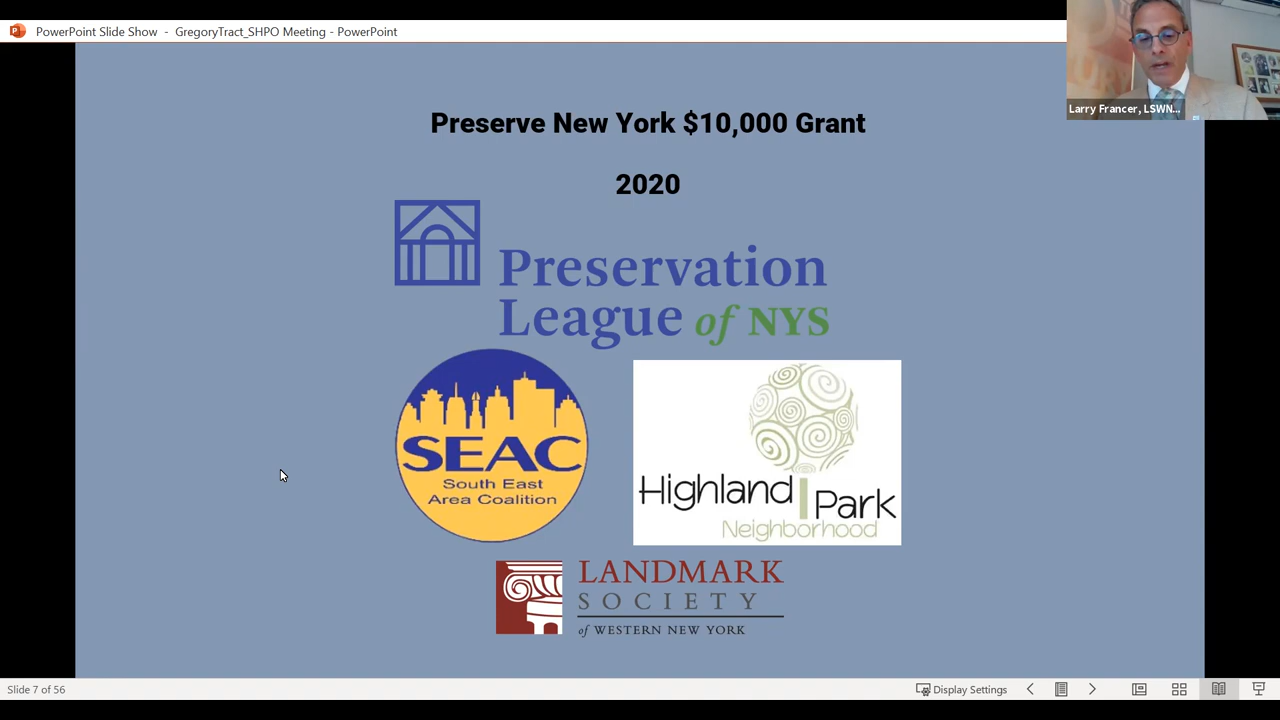 PowerPoint Slide Show - GregoryTract_SHPO Meeting - PowerPoint
Larry Francer, LSWN...
Preserve New York $10,000 Grant
2020
Preservation
League of NYS
SEAC
South East
Area Coalition
Highland Park
Neighborhood
LANDMARK
SOCIETY
of WESTERN NEW YORK
Slide 7 of 56
Display Settings